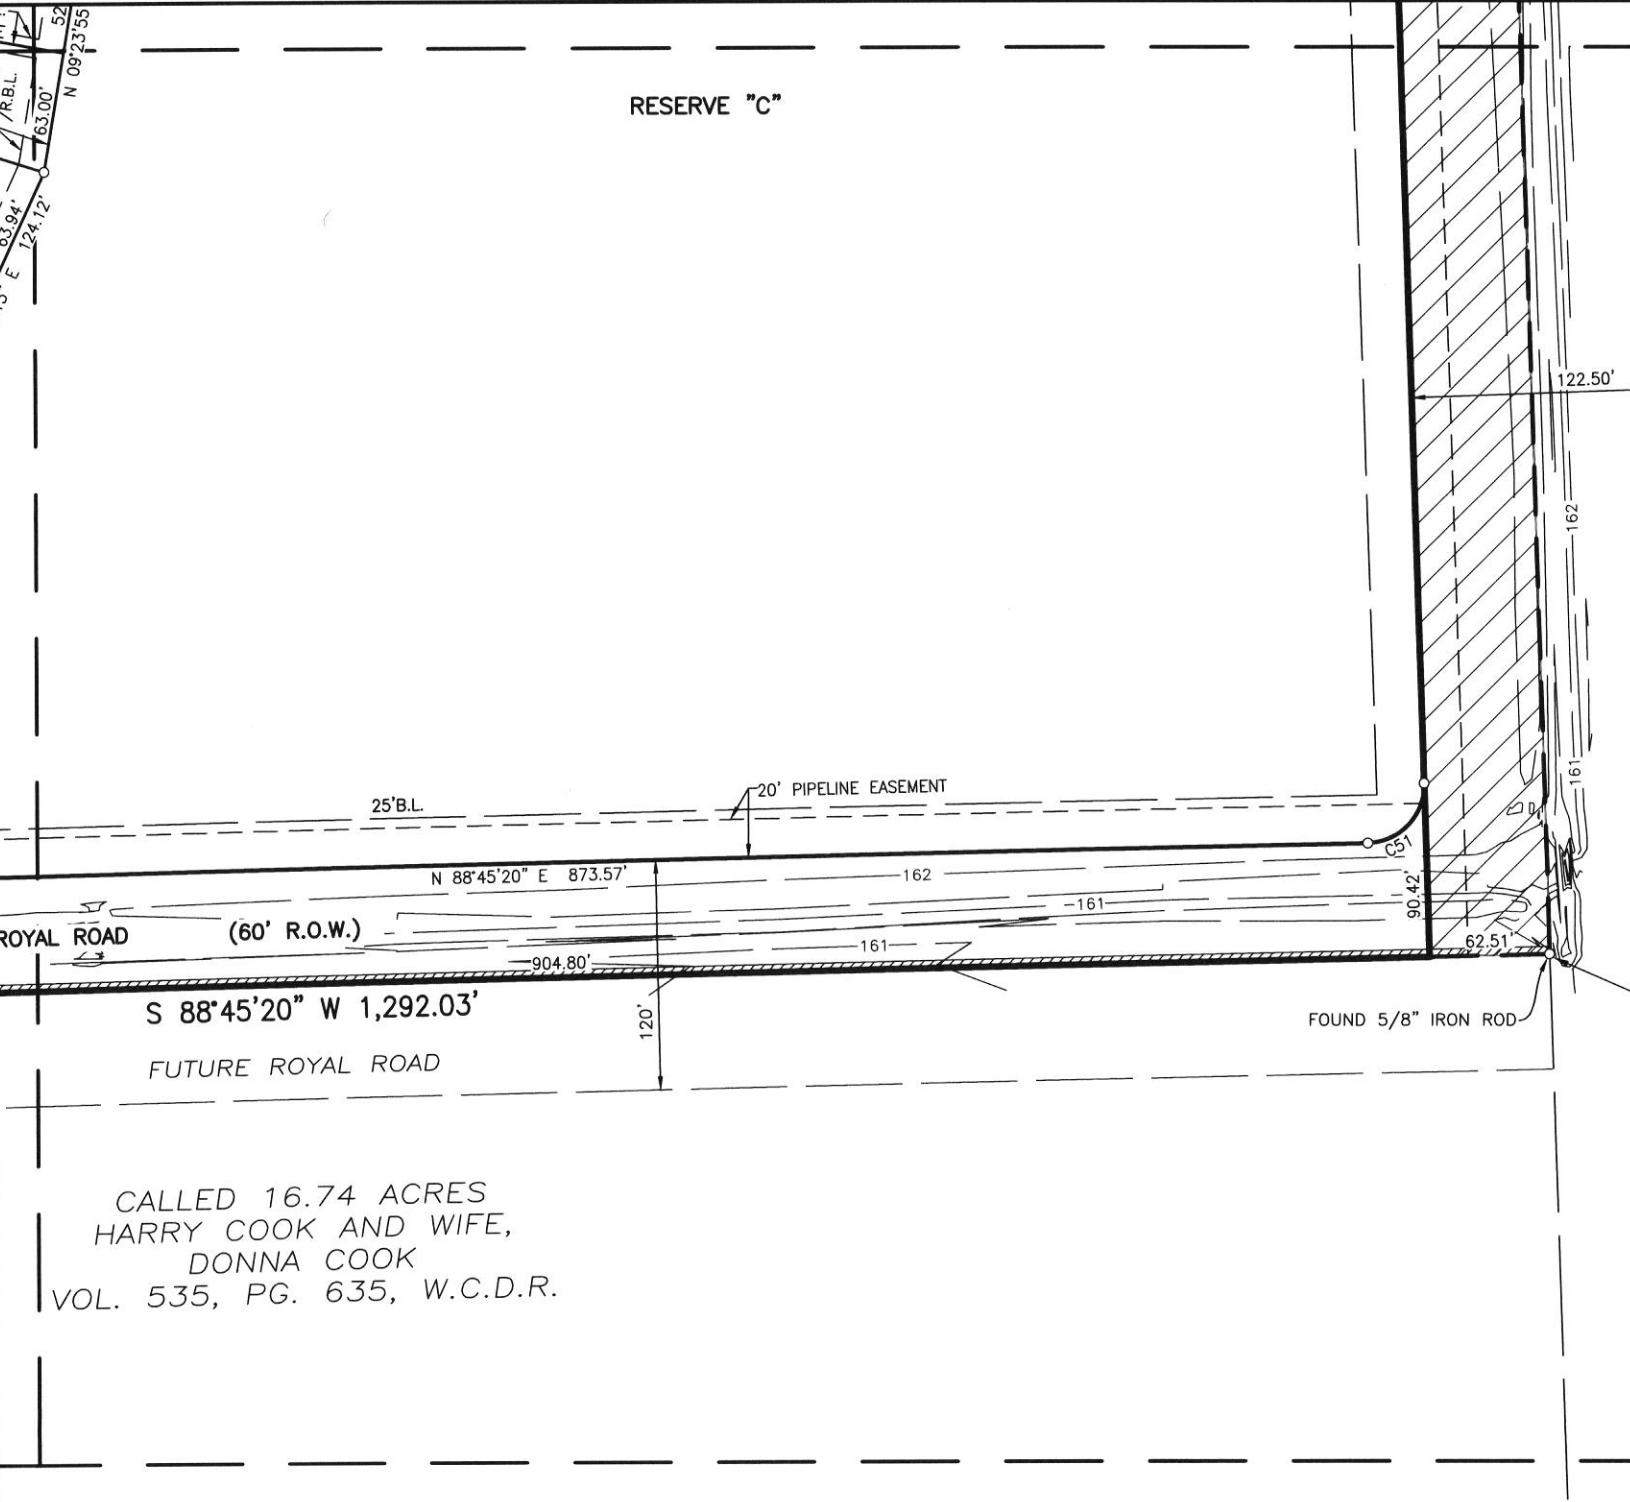 52
N 09°23'55
/R.B.L.
63.00'
RESERVE "C"
63.94'
124.12'
E
122.50'
162
161
20' PIPELINE EASEMENT
25'B.L.
C51
N 88°45'20" E 873.57'
162
90.42'
161
ROYAL ROAD
(60' R.O.W.)
161
62.51'
904.80'
S 88°45'20" W 1,292.03'
120'
FOUND 5/8" IRON ROD
FUTURE ROYAL ROAD
CALLED 16.74 ACRES
HARRY COOK AND WIFE,
DONNA COOK
VOL. 535, PG. 635, W.C.D.R.